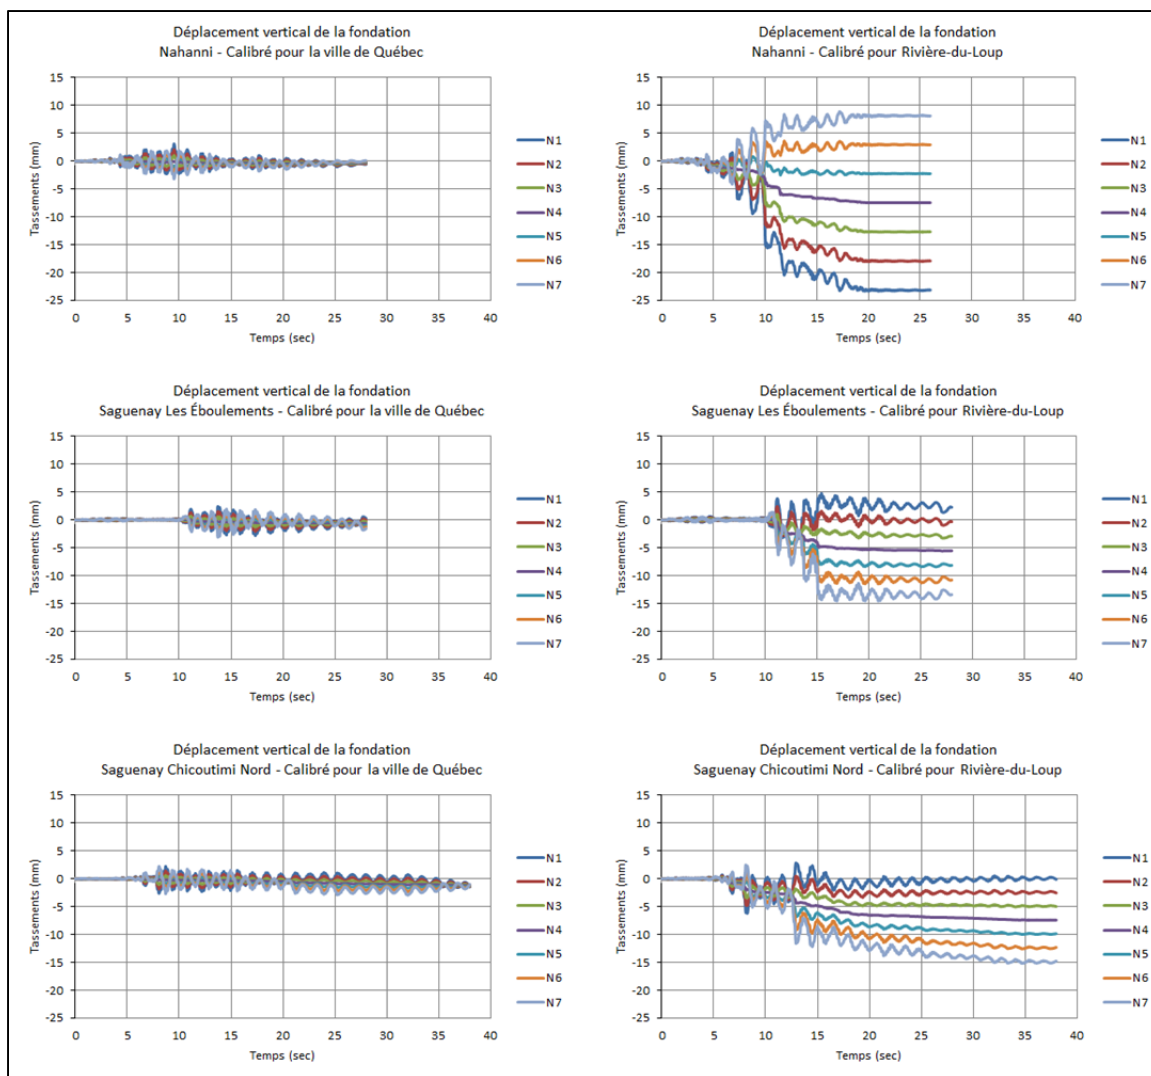 Déplacement vertical de la fondation
Nahanni - Calibré pour la ville de Québec
15
10
5
0
-5
-10
-15
-20
-25
Tassements (mm)
0 5 10 15 20 25 30 35 40
Temps (sec)
N1
N2
N3
N4
N5
N6
N7
Déplacement vertical de la fondation
Nahanni - Calibré pour Rivière-du-Loup
15
10
5
0
-5
-10
-15
-20
-25
Tassements (mm)
0 5 10 15 20 25 30 35 40
Temps (sec)
N1
N2
N3
N4
N5
N6
N7
Déplacement vertical de la fondation
Saguenay Les Éboulements - Calibré pour la ville de Québec
15
10
5
0
-5
-10
-15
-20
-25
Tassements (mm)
0 5 10 15 20 25 30 35 40
Temps (sec)
N1
N2
N3
N4
N5
N6
N7
Déplacement vertical de la fondation
Saguenay Les Éboulements - Calibré pour Rivière-du-Loup
15
10
5
0
-5
-10
-15
-20
-25
Tassements (mm)
0 5 10 15 20 25 30 35 40
Temps (sec)
N1
N2
N3
N4
N5
N6
N7
Déplacement vertical de la fondation
Saguenay Chicoutimi Nord - Calibré pour la ville de Québec
15
10
5
0
-5
-10
-15
-20
-25
Tassements (mm)
0 5 10 15 20 25 30 35 40
Temps (sec)
N1
N2
N3
N4
N5
N6
N7
Déplacement vertical de la fondation
Saguenay Chicoutimi Nord - Calibré pour Rivière-du-Loup
15
10
5
0
-5
-10
-15
-20
-25
Tassements (mm)
0 5 10 15 20 25 30 35 40
Temps (sec)
N1
N2
N3
N4
N5
N6
N7